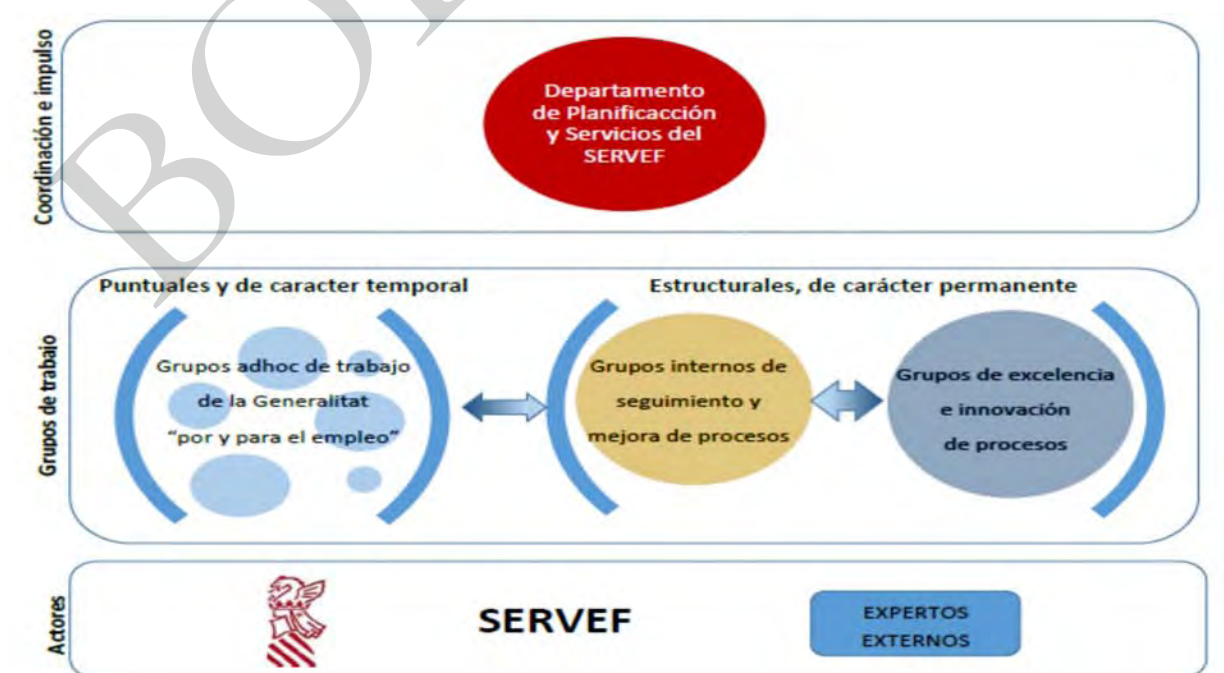 Coordinación e impulso
Departamento
de Planificacción
y Servicios del
SERVEF
Grupos de trabajo
Puntuales y de caracter temporal
Grupos adhoc de trabajo
de la Generalitat
“por y para el empleo”
Estructurales, de carácter permanente
Grupos internos de
seguimiento y
mejora de procesos
Grupos de excelencia
e innovación
de procesos
Actores
SERVEF
EXPERTOS
EXTERNOS